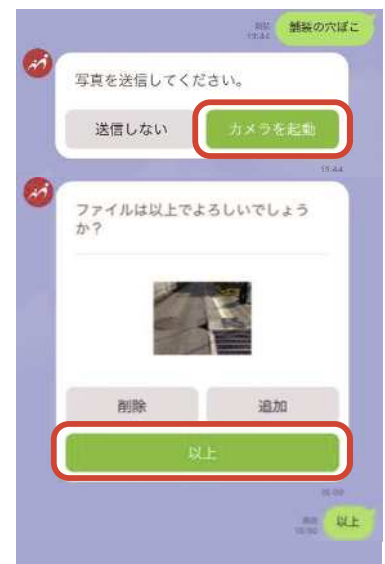 舗装の穴ぼこ
写真を送信してください。
送信しない
カメラを起動
ファイルは以上でよろしいでしょう
か？
削除
追加
以上
以上